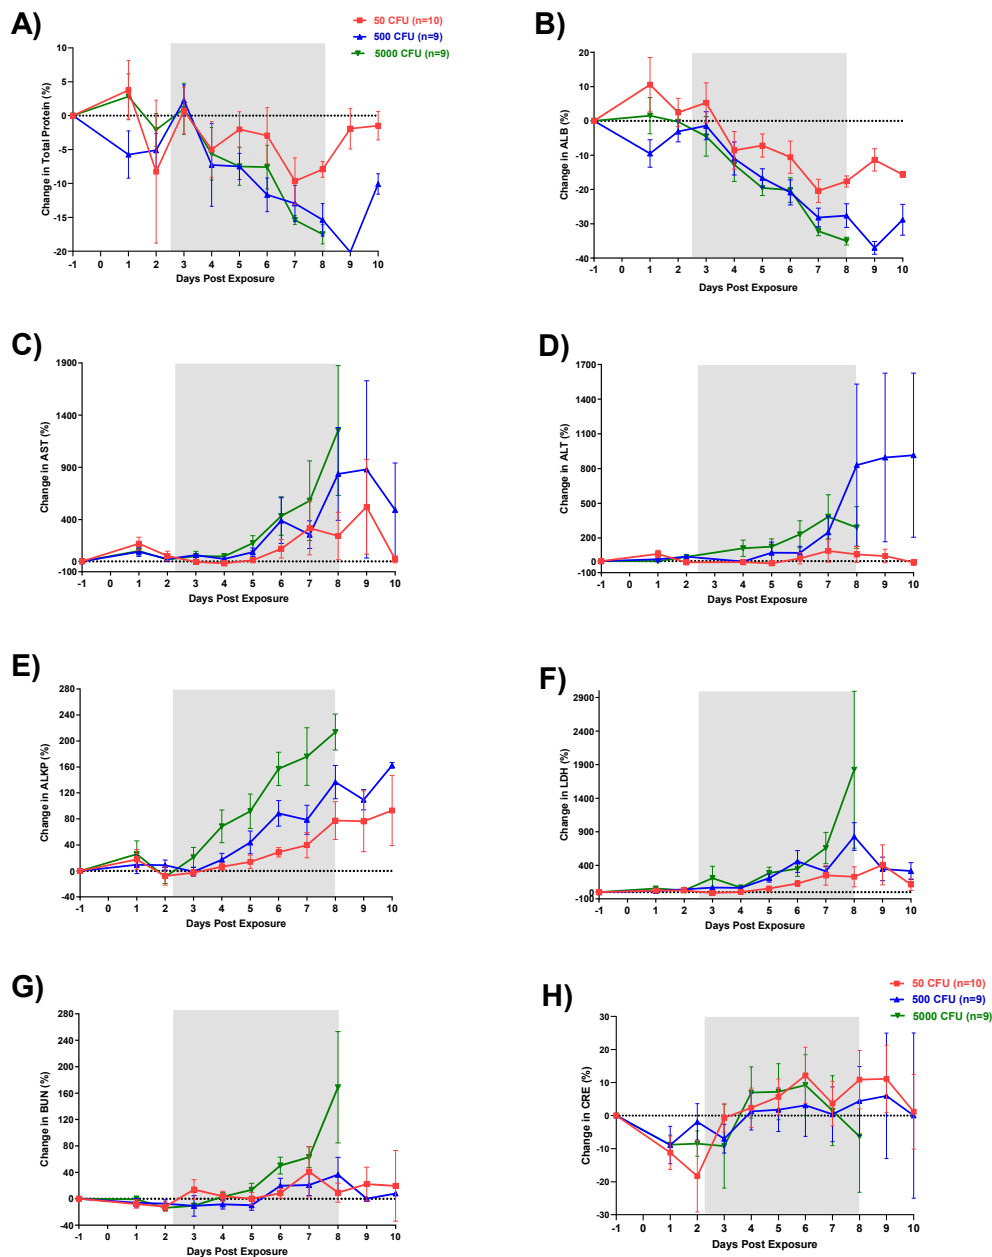 A)
50 CFU (n=10)
500 CFU (n=9)
5000 CFU (n=9)
Change in Total Protein (%)
10
5
0
-5
-10
-15
-20
-1 0 1 2 3 4 5 6 7 8 9 10
Days Post Exposure
B)
Change in ALB (%)
20
10
0
-10
-20
-30
-40
-1 0 1 2 3 4 5 6 7 8 9 10
Days Post Exposure
C)
Change in AST (%)
1900
1400
900
400
0
-100
-1 0 1 2 3 4 5 6 7 8 9 10
Days Post Exposure
D)
Change in ALT (%)
1700
1400
1100
800
500
200
0
-100
-1 0 1 2 3 4 5 6 7 8 9 10
Days Post Exposure
E)
Change in ALKP (%)
280
240
200
160
120
80
40
0
-40
-1 0 1 2 3 4 5 6 7 8 9 10
Days Post Exposure
F)
Change in LDH (%)
2900
2400
1900
1400
900
400
0
-100
-1 0 1 2 3 4 5 6 7 8 9 10
Days Post Exposure
G)
Change in BUN (%)
280
240
200
160
120
80
40
0
-40
-1 0 1 2 3 4 5 6 7 8 9 10
Days Post Exposure
H)
50 CFU (n=10)
500 CFU (n=9)
5000 CFU (n=9)
Change in CRE (%)
30
20
10
0
-10
-20
-30
-1 0 1 2 3 4 5 6 7 8 9 10
Days Post Exposure